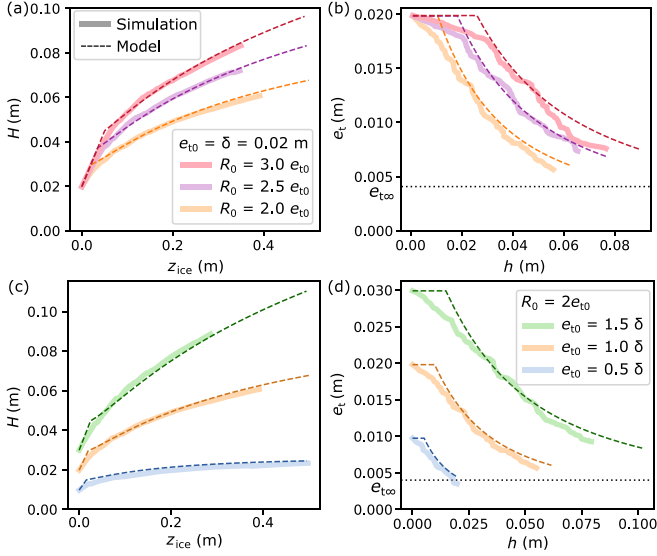 (a)
0.10
0.08
0.06
0.04
0.02
0.00
H (m)
Simulation
Model
e_t0 = δ = 0.02 m
R_0 = 3.0 e_t0
R_0 = 2.5 e_t0
R_0 = 2.0 e_t0
0.0 0.2 0.4
z_ice (m)
(b)
0.020
0.015
0.010
0.005
e_t∞
0.000
e_t (m)
0.00 0.02 0.04 0.06 0.08
h (m)
(c)
0.10
0.08
0.06
0.04
0.02
0.00
H (m)
0.0 0.2 0.4
z_ice (m)
(d)
0.030
0.025
0.020
0.015
0.010
0.005
e_t∞
0.000
e_t (m)
R_0 = 2e_t0
e_t0 = 1.5 δ
e_t0 = 1.0 δ
e_t0 = 0.5 δ
0.000 0.025 0.050 0.075 0.100
h (m)